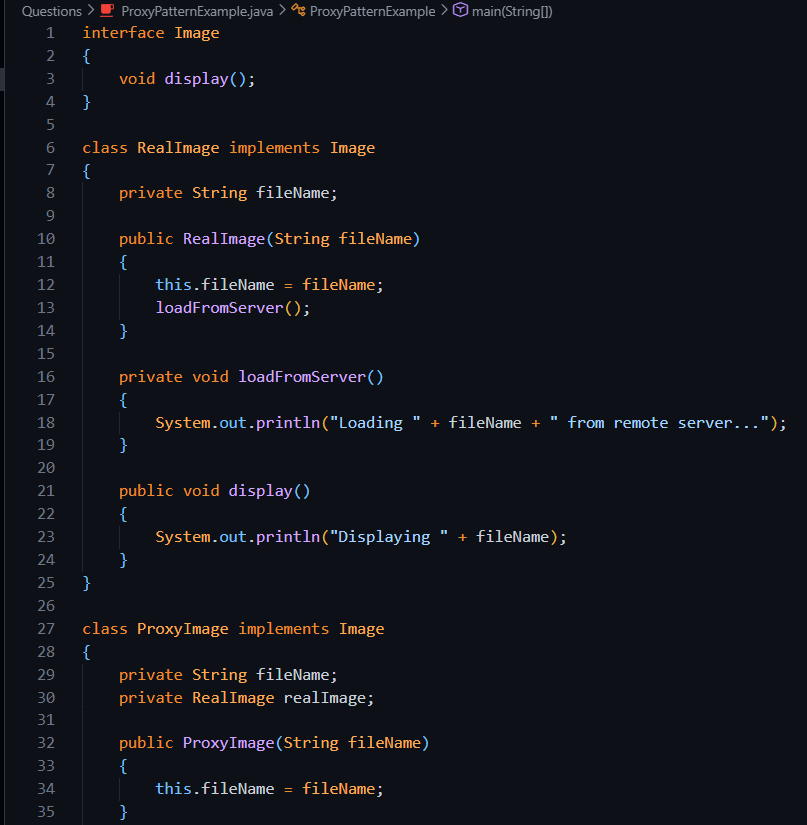 Questions > ProxyPatternExample.java > ProxyPatternExample > main(String[])
1 interface Image
2 {
3     void display();
4 }
5
6 class RealImage implements Image
7 {
8     private String fileName;
9
10     public RealImage(String fileName)
11     {
12         this.fileName = fileName;
13         loadFromServer();
14     }
15
16     private void loadFromServer()
17     {
18         System.out.println("Loading " + fileName + " from remote server...");
19     }
20
21     public void display()
22     {
23         System.out.println("Displaying " + fileName);
24     }
25 }
26
27 class ProxyImage implements Image
28 {
29     private String fileName;
30     private RealImage realImage;
31
32     public ProxyImage(String fileName)
33     {
34         this.fileName = fileName;
35     }